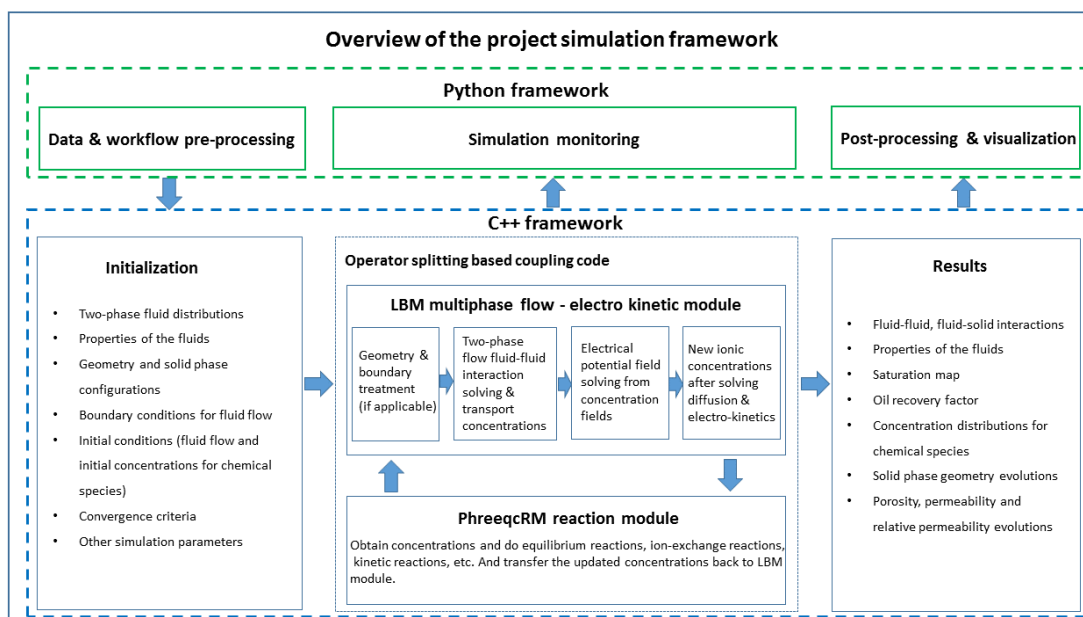 Overview of the project simulation framework
Python framework
Data & workflow pre-processing
Simulation monitoring
Post-processing & visualization
C++ framework
Initialization
• Two-phase fluid distributions
• Properties of the fluids
• Geometry and solid phase
configurations
• Boundary conditions for fluid flow
• Initial conditions (fluid flow and
initial concentrations for chemical
species)
• Convergence criteria
• Other simulation parameters
Operator splitting based coupling code
LBM multiphase flow - electro kinetic module
Geometry &
boundary
treatment
(if applicable)
Two-phase
flow fluid-fluid
interaction
solving &
transport
concentrations
Electrical
potential field
solving from
concentration
fields
New ionic
concentrations
after solving
diffusion &
electro-kinetics
PhreeqcRM reaction module
Obtain concentrations and do equilibrium reactions, ion-exchange reactions,
kinetic reactions, etc. And transfer the updated concentrations back to LBM
module.
Results
• Fluid-fluid, fluid-solid interactions
• Properties of the fluids
• Saturation map
• Oil recovery factor
• Concentration distributions for
chemical species
• Solid phase geometry evolutions
• Porosity, permeability and
relative permeability evolutions